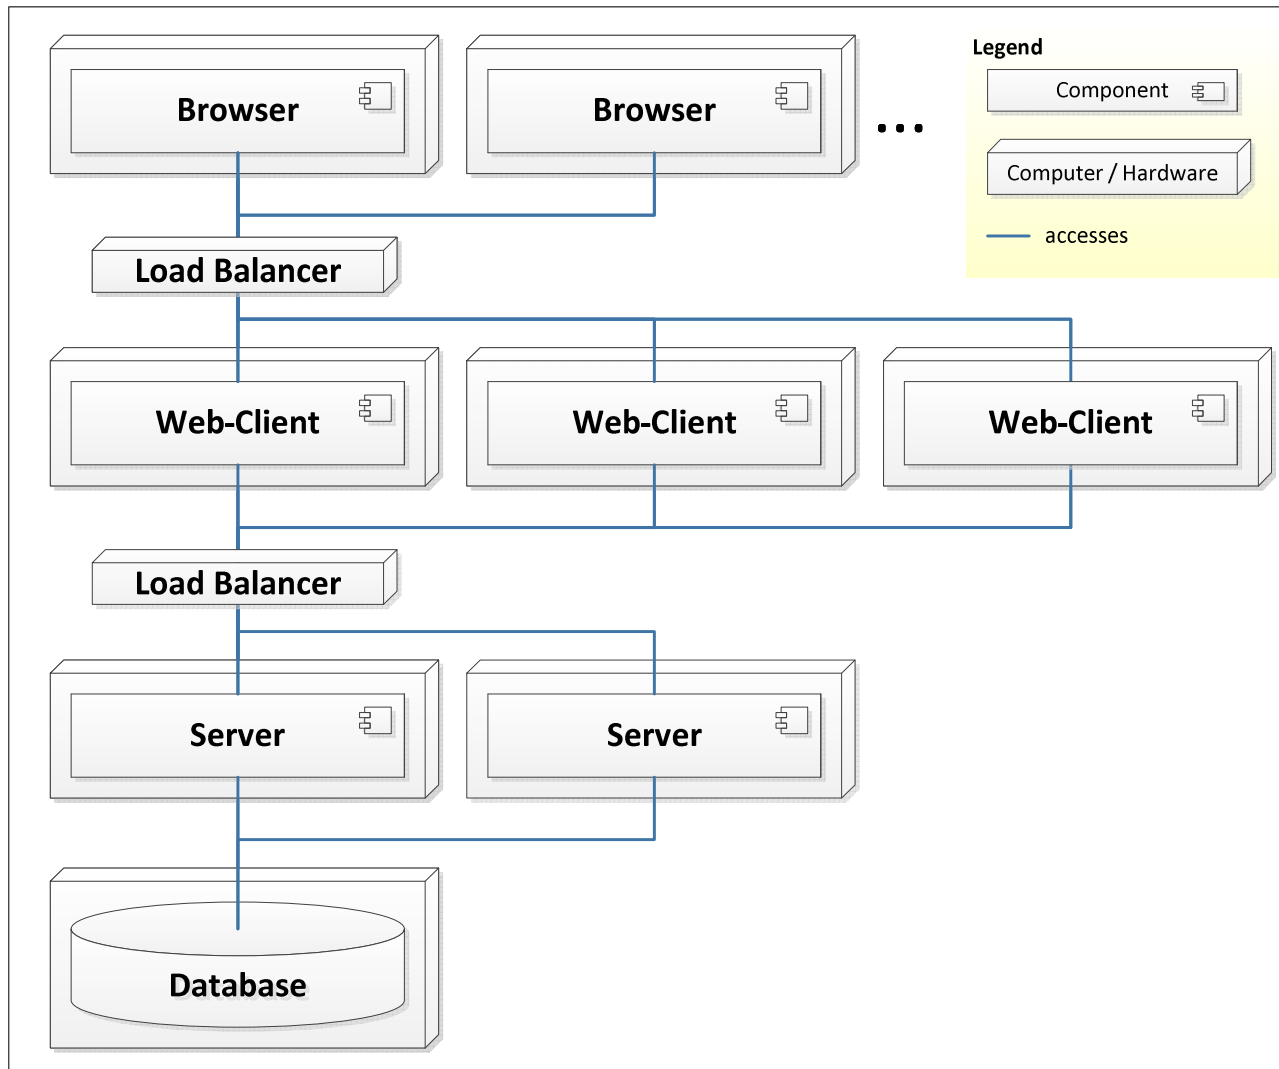 Browser
Browser
...
Legend
Component
Computer / Hardware
accesses
Load Balancer
Web-Client
Web-Client
Web-Client
Load Balancer
Server
Server
Database